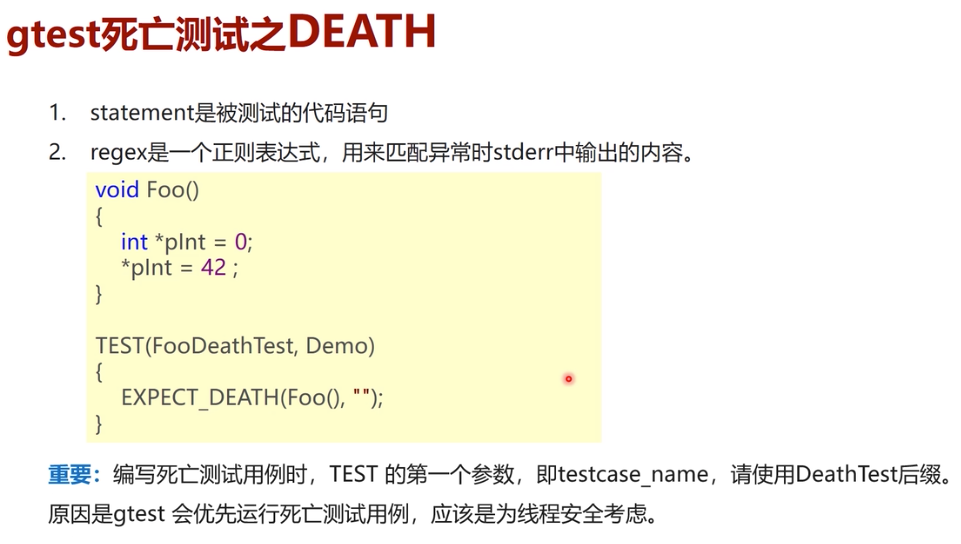 gtest死亡测试之DEATH
1. statement是被测试的代码语句
2. regex是一个正则表达式，用来匹配异常时stderr中输出的内容。
void Foo()
{
int *pInt = 0;
*pInt = 42 ;
}
TEST(FooDeathTest, Demo)
{
EXPECT_DEATH(Foo(), "");
}
重要：编写死亡测试用例时，TEST 的第一个参数，即testcase_name，请使用DeathTest后缀。
原因是gtest 会优先运行死亡测试用例，应该是为线程安全考虑。